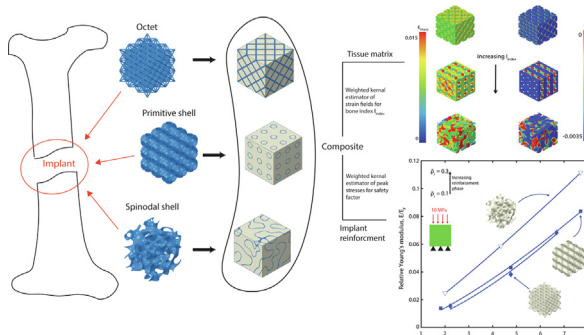 Octet
Primitive shell
Implant
Spinodal shell
Composite
Tissue matrix
Weighted kernal
estimator of
strain fields for
bone index I_index
Weighted kernal
estimator of peak
stresses for safety
factor
Implant
reinforment
0.015
0
Increasing I_index
0
-0.0035
0.12
0.1
0.08
0.06
0.04
0.02
0
Relative Young's modulus, E/E
1
2
3
4
5
6
7
Increasing
reinforcement
phase
10 MPa